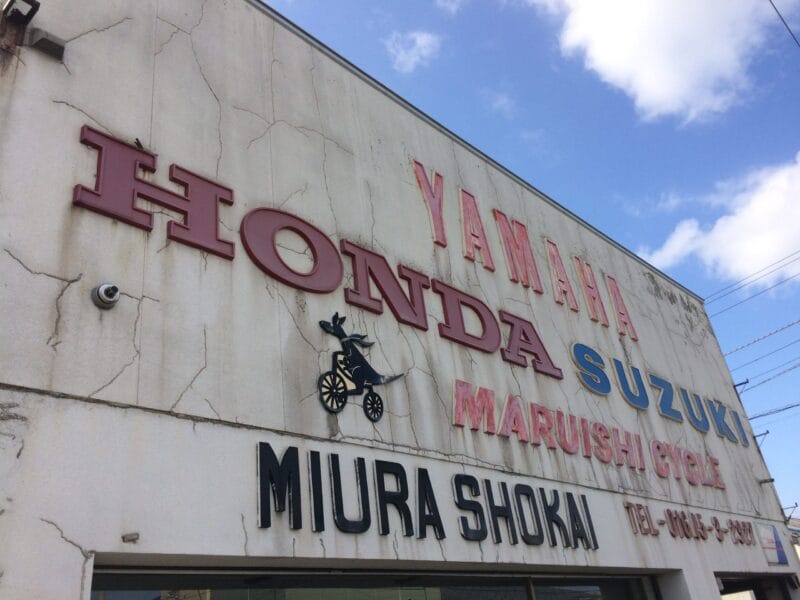 YAMAHA
HONDA
SUZUKI
MARUISHI CYCLE
MIURA SHOKAI